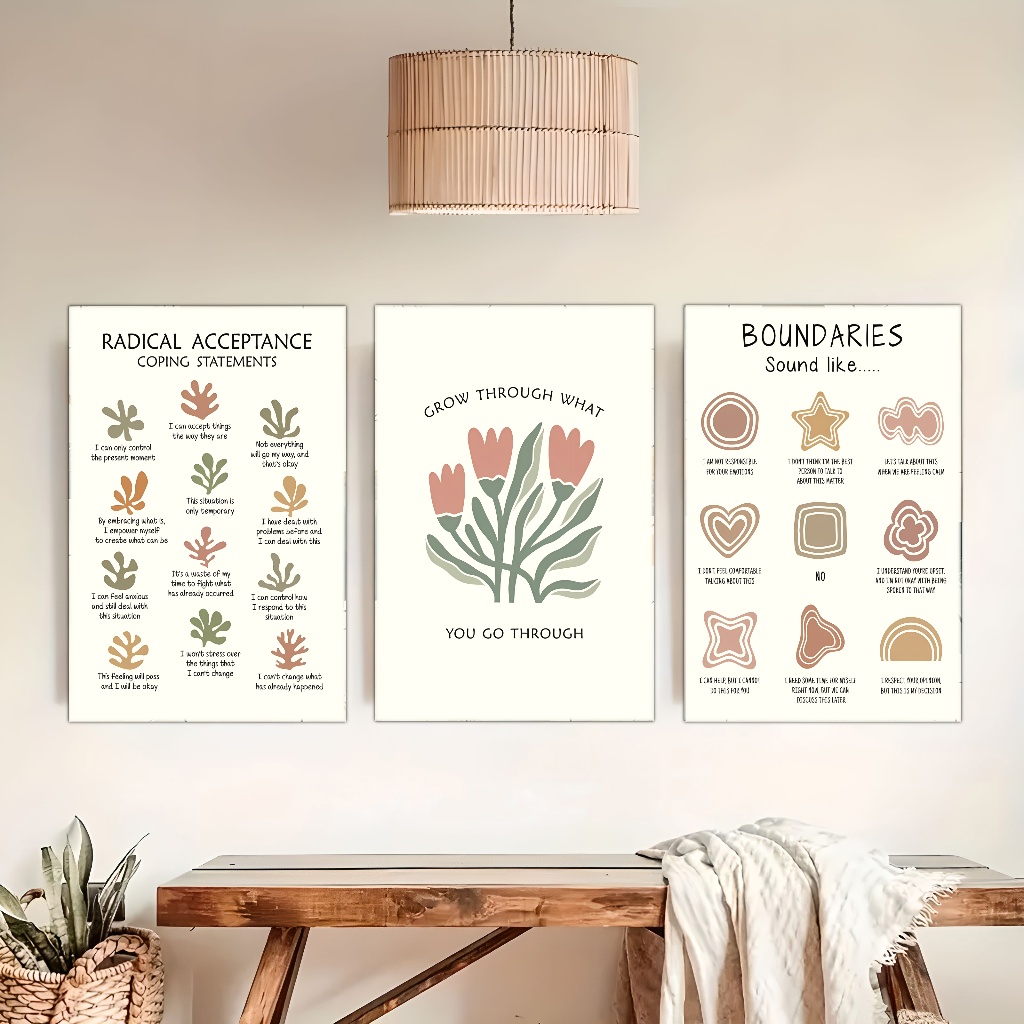 RADICAL ACCEPTANCE
COPING STATEMENTS
I can accept things
the way they are
I can only control
the present moment
Not everything
will go my way, and
that's okay
This situation is
only temporary
By embracing what is,
I empower myself
to create what can be
I have dealt with
problems before and
I can deal with this
It's a waste of my
time to fight what
has already occurred.
I can feel anxious
and still deal with
this situation
I can control how
I respond to this
situation
I won't stress over
the things that
I can't change
This feeling will pass
and I will be okay
I can't change what
has already happened
GROW THROUGH WHAT
YOU GO THROUGH
BOUNDARIES
Sound like.....
I AM NOT RESPONSIBLE
FOR YOUR EMOTIONS
I DON'T THINK I'M THE BEST
PERSON TO TALK TO
ABOUT THIS MATTER
LET'S TALK ABOUT THIS
WHEN WE ARE FEELING CALM
I DON'T FEEL COMFORTABLE
TALKING ABOUT THIS
NO
I UNDERSTAND YOU'RE UPSET,
AND I'M NOT OKAY WITH BEING
SPOKEN TO THAT WAY
I CAN HELP, BUT I CANNOT
DO THIS FOR YOU
I NEED SOME TIME FOR MYSELF
RIGHT NOW, BUT WE CAN
DISCUSS THIS LATER
I RESPECT YOUR OPINION,
BUT THIS IS MY DECISION